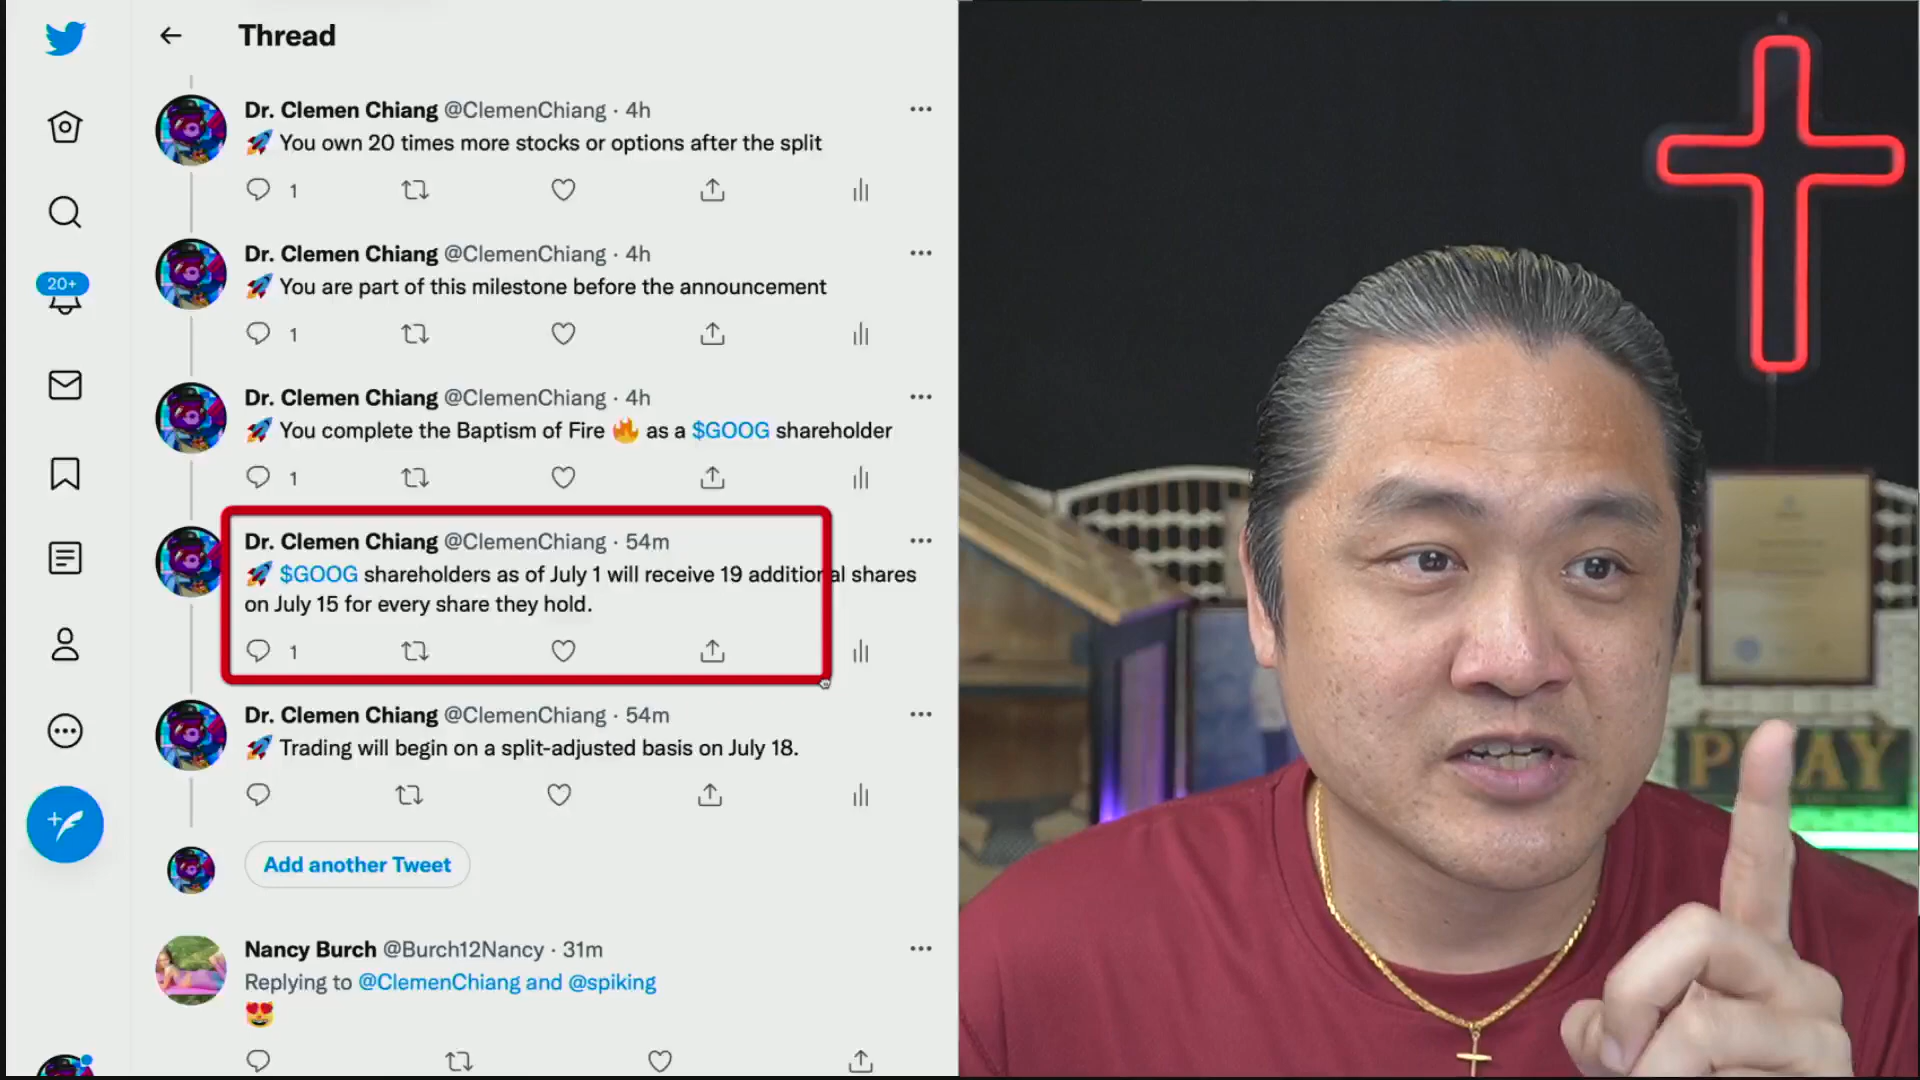 Thread
Dr. Clemen Chiang @ClemenChiang · 4h
🚀 You own 20 times more stocks or options after the split
1
Dr. Clemen Chiang @ClemenChiang · 4h
🚀 You are part of this milestone before the announcement
1
Dr. Clemen Chiang @ClemenChiang · 4h
🚀 You complete the Baptism of Fire 🔥 as a $GOOG shareholder
1
20+
Dr. Clemen Chiang @ClemenChiang · 54m
🚀 $GOOG shareholders as of July 1 will receive 19 additional shares
on July 15 for every share they hold.
1
Dr. Clemen Chiang @ClemenChiang · 54m
🚀 Trading will begin on a split-adjusted basis on July 18.
Add another Tweet
Nancy Burch @Burch12Nancy · 31m
Replying to @ClemenChiang and @spiking
😍
PRAY